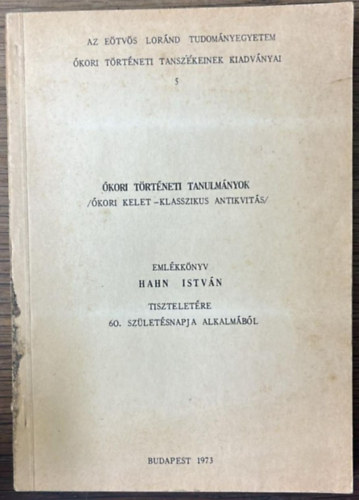 AZ EÖTVÖS LORÁND TUDOMÁNYEGYETEM
ÓKORI TÖRTÉNETI TANSZÉKEINEK KIADVÁNYAI
5
ÓKORI TÖRTÉNETI TANULMÁNYOK
/ÓKORI KELET -KLASSZIKUS ANTIKVITÁS/
EMLÉKKÖNYV
HAHN ISTVÁN
TISZTELETÉRE
60. SZÜLETÉSNAPJA ALKALMÁBÓL
BUDAPEST 1973